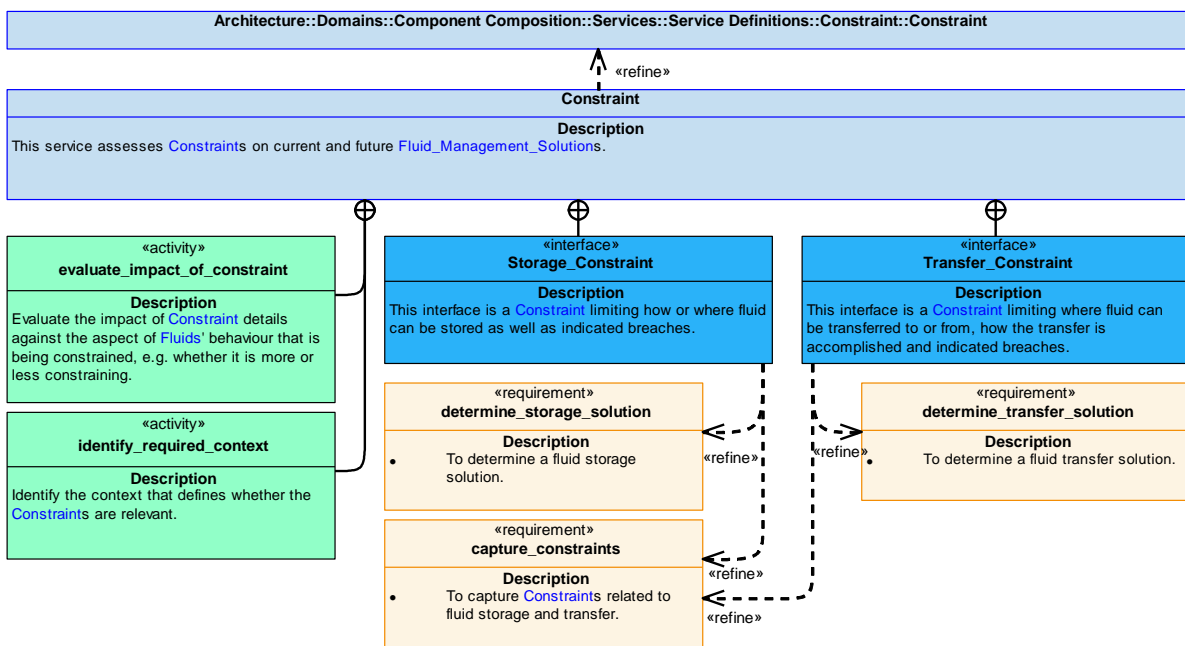 Architecture::Domains::Component Composition::Services::Service Definitions::Constraint::Constraint
«refine»
Constraint
Description
This service assesses Constraints on current and future Fluid_Management_Solutions.
«activity»
evaluate_impact_of_constraint
Description
Evaluate the impact of Constraint details
against the aspect of Fluids' behaviour that is
being constrained, e.g. whether it is more or
less constraining.
«interface»
Storage_Constraint
Description
This interface is a Constraint limiting how or where fluid
can be stored as well as indicated breaches.
«interface»
Transfer_Constraint
Description
This interface is a Constraint limiting where fluid can
be transferred to or from, how the transfer is
accomplished and indicated breaches.
«activity»
identify_required_context
Description
Identify the context that defines whether the
Constraints are relevant.
«requirement»
determine_storage_solution
Description
• To determine a fluid storage
solution.
«refine»
«refine»
«requirement»
determine_transfer_solution
Description
• To determine a fluid transfer solution.
«requirement»
capture_constraints
Description
• To capture Constraints related to
fluid storage and transfer.
«refine»
«refine»